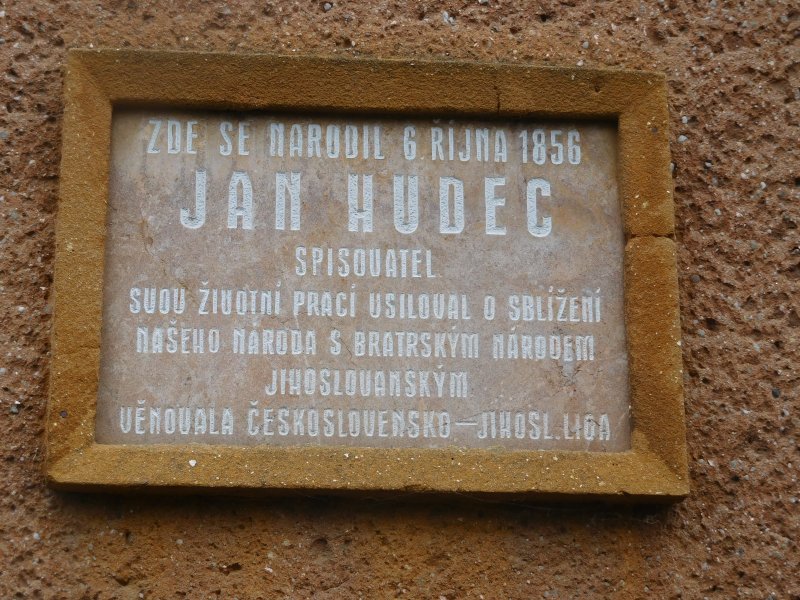 ZDE SE NARODIL 6. ŘÍJNA 1856
JAN HUDEC
SPISOVATEL.
SVOU ŽIVOTNÍ PRACÍ USILOVAL O SBLÍŽENÍ
NAŠEHO NÁRODA S BRATRSKÝM NÁRODEM
JIHOSLOVANSKÝM.
VĚNOVALA ČESKOSLOVENSKO—JIHOSL. LIGA